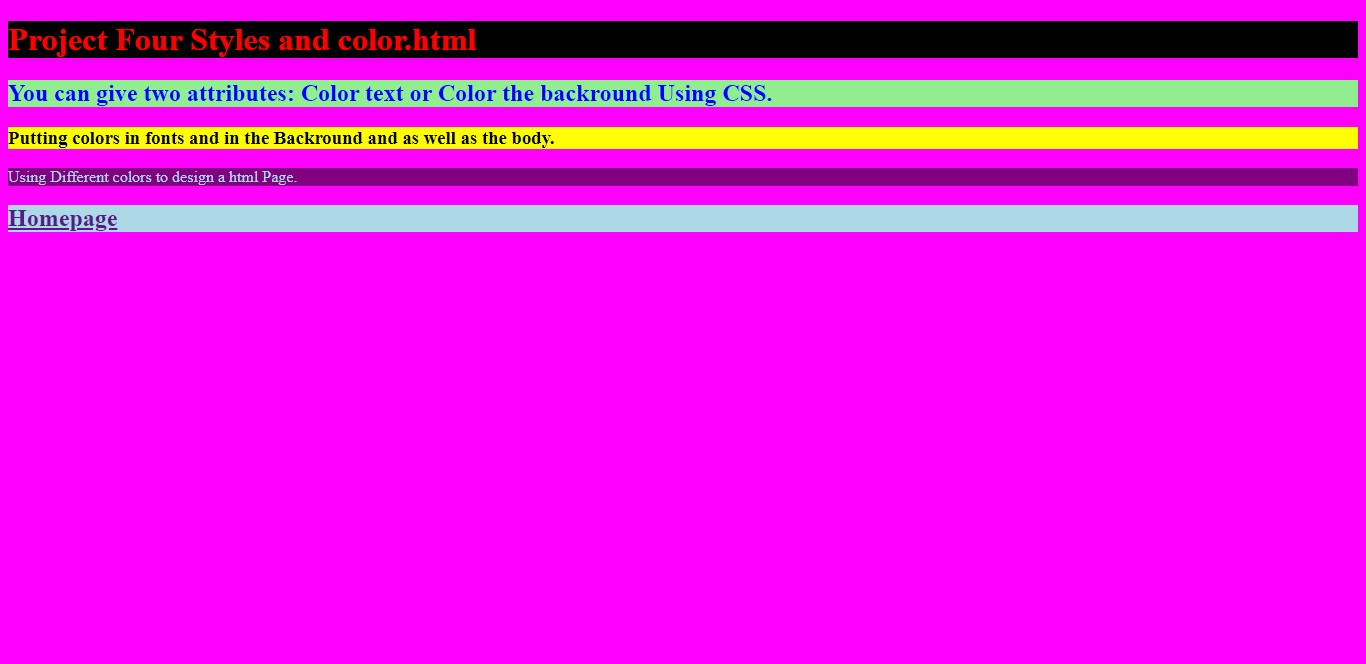 Project Four Styles and color.html
You can give two attributes: Color text or Color the backround Using CSS.
Putting colors in fonts and in the Backround and as well as the body.
Using Different colors to design a html Page.
Homepage